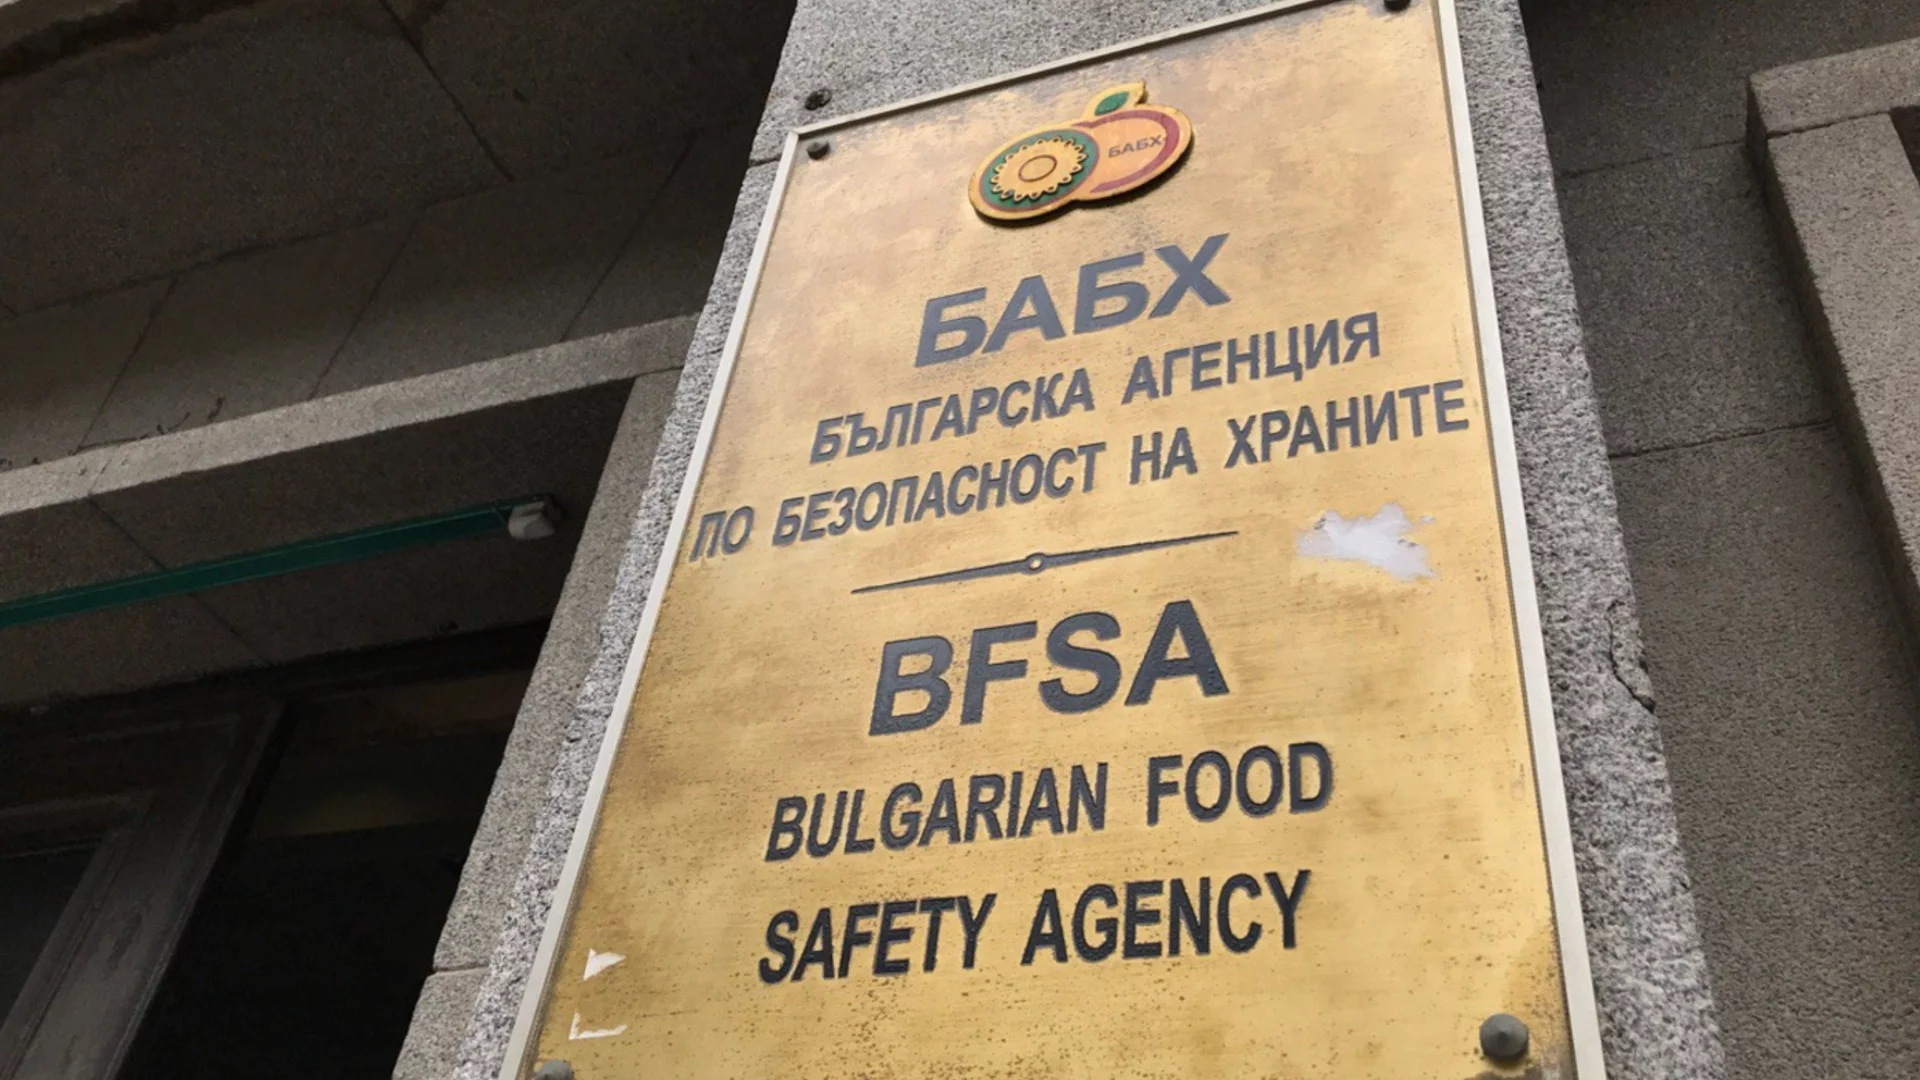 БАБХ
БАБХ
БЪЛГАРСКА АГЕНЦИЯ
ПО БЕЗОПАСНОСТ НА ХРАНИТЕ
BFSA
BULGARIAN FOOD
SAFETY AGENCY